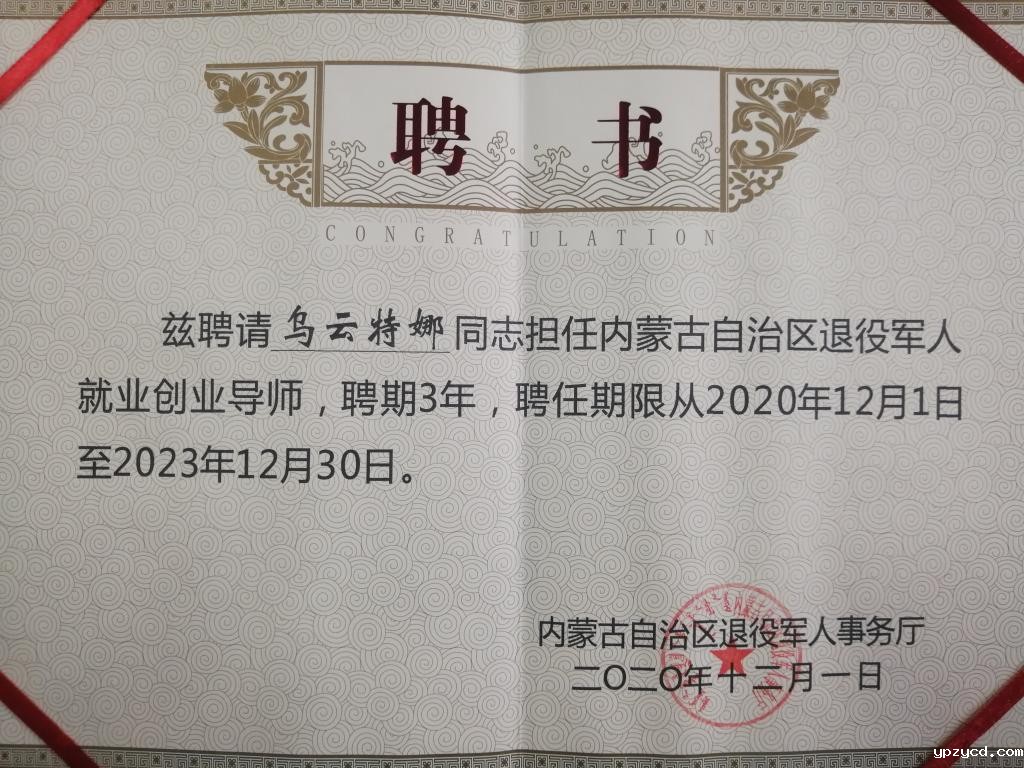 聘 书
CONGRATULATION
兹聘请乌云特娜同志担任内蒙古自治区退役军人
就业创业导师，聘期3年，聘任期限从2020年12月1日
至2023年12月30日。
内蒙古自治区退役军人事务厅
二〇二〇年十二月一日
ypzycd.com